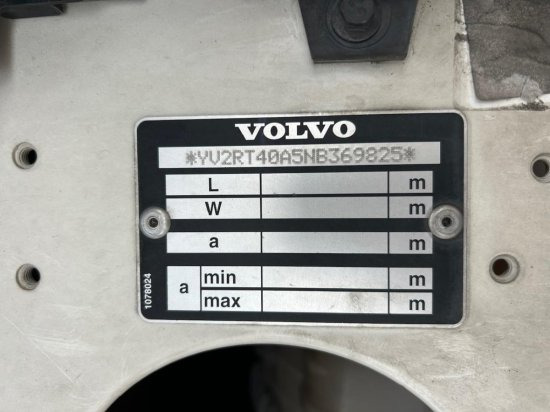 VOLVO
*YV2RT40A5NB369825*
L m
W m
a m
a min m
max m
1078024